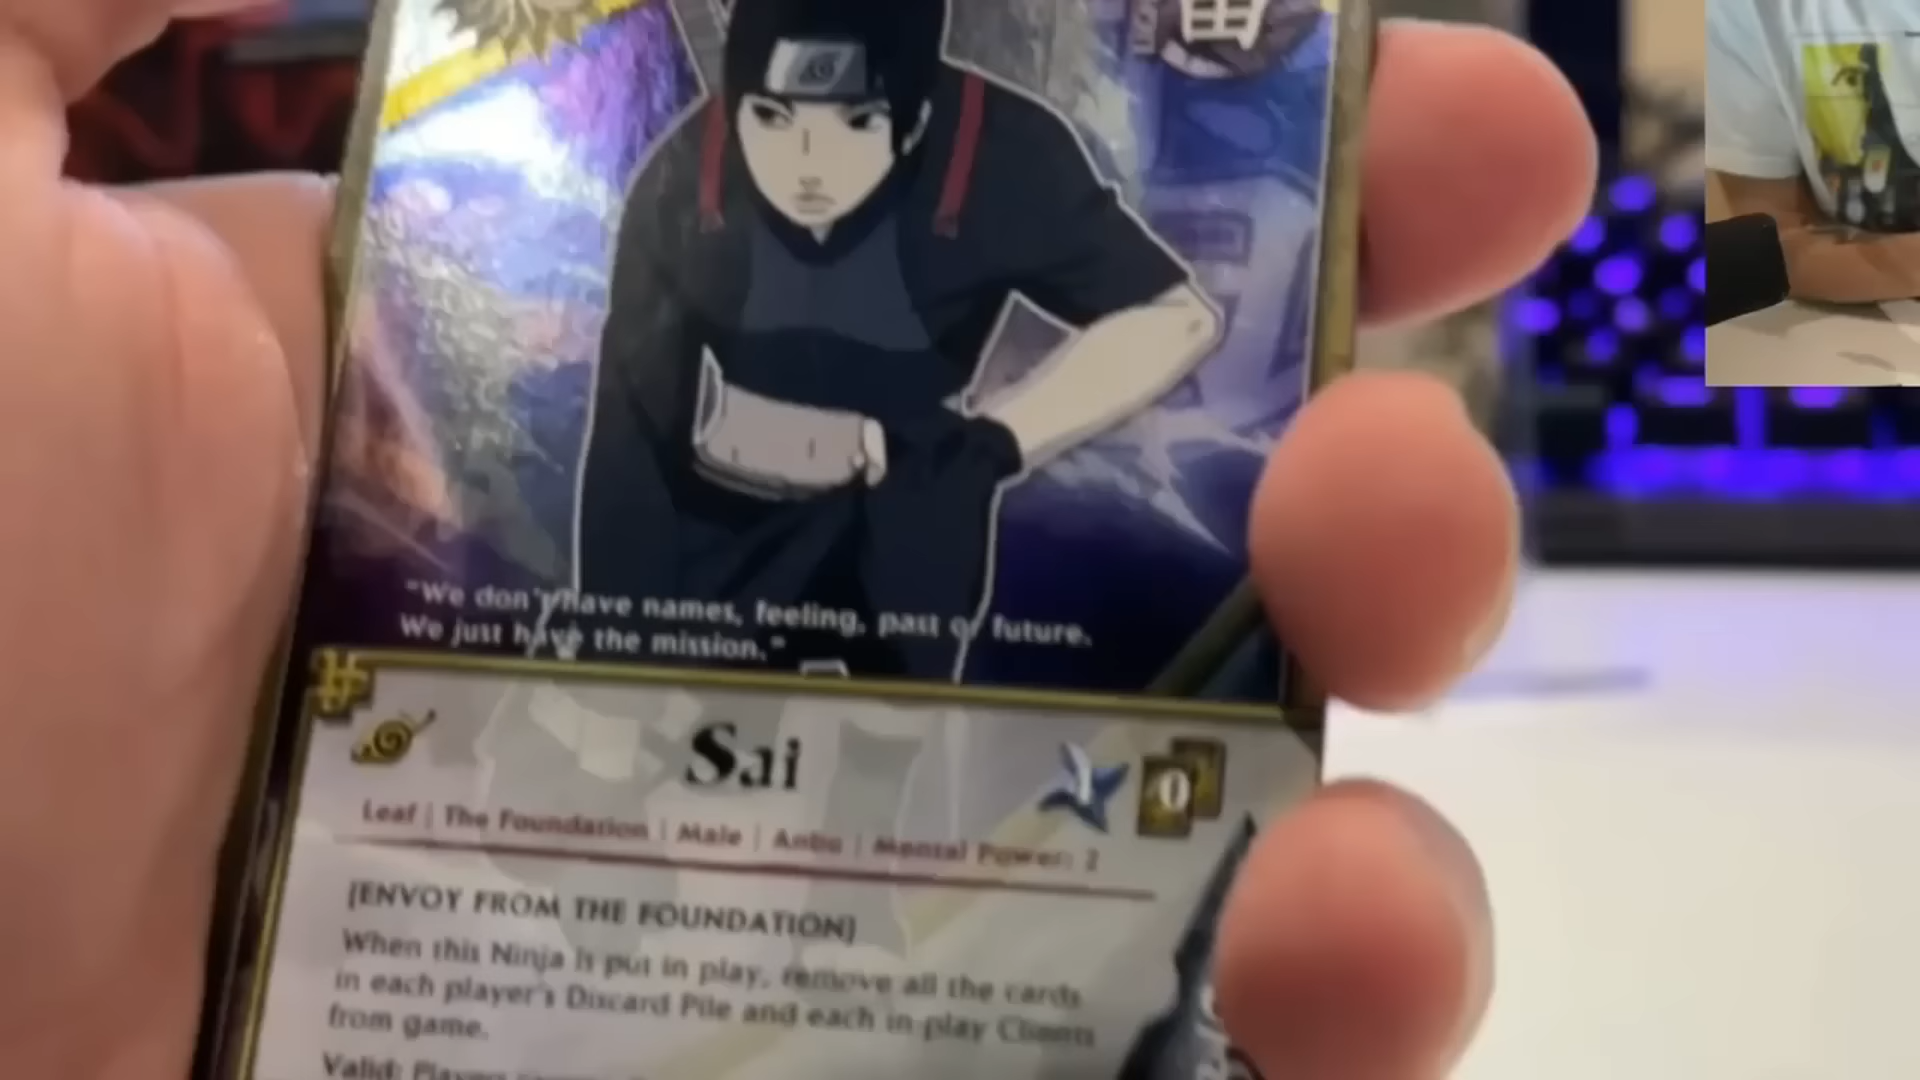 "We don't have names, feeling, past or future.
We just have the mission."
Sai
1
0
Leaf | The Foundation | Male | Anbu | Mental Power: 2
[ENVOY FROM THE FOUNDATION]
When this Ninja is put in play, remove all the cards
in each player's Discard Pile and each in-play Clients
from game.
Valid: